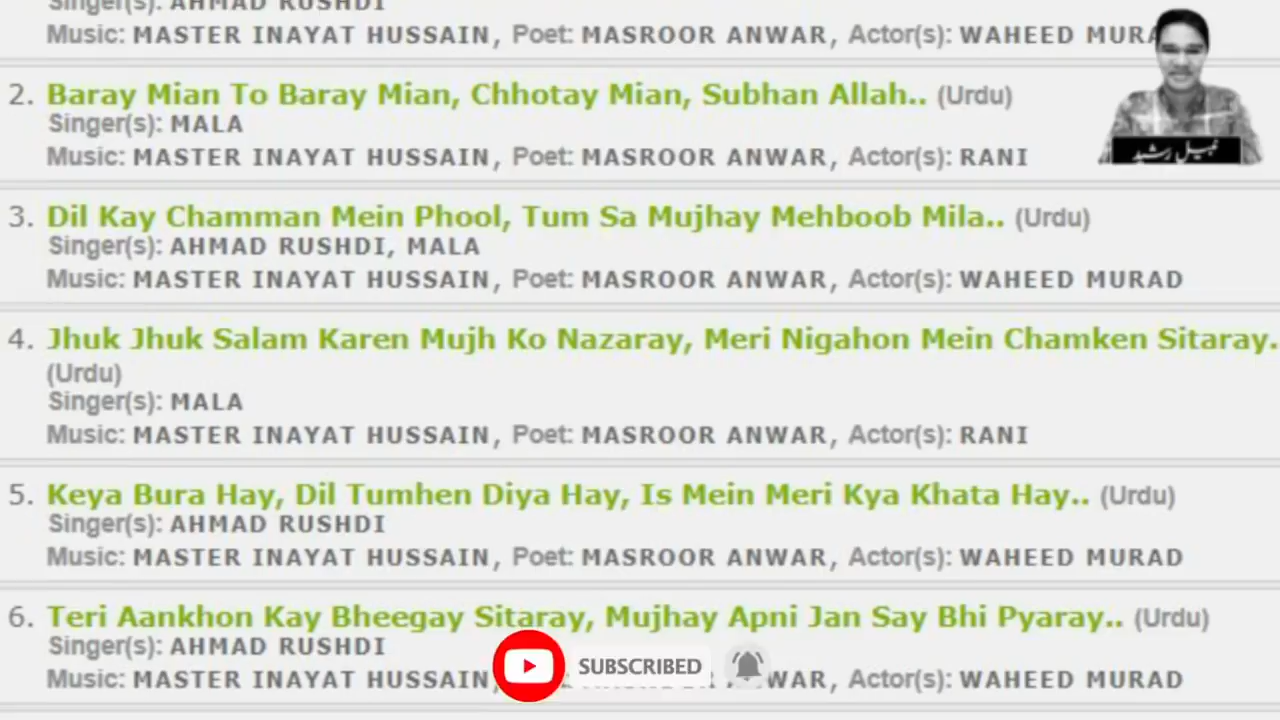 Singer(s): AHMAD RUSHDI
Music: MASTER INAYAT HUSSAIN, Poet: MASROOR ANWAR, Actor(s): WAHEED MURA
2. Baray Mian To Baray Mian, Chhotay Mian, Subhan Allah.. (Urdu)
Singer(s): MALA
Music: MASTER INAYAT HUSSAIN, Poet: MASROOR ANWAR, Actor(s): RANI
نبیل رشید
3. Dil Kay Chamman Mein Phool, Tum Sa Mujhay Mehboob Mila.. (Urdu)
Singer(s): AHMAD RUSHDI, MALA
Music: MASTER INAYAT HUSSAIN, Poet: MASROOR ANWAR, Actor(s): WAHEED MURAD
4. Jhuk Jhuk Salam Karen Mujh Ko Nazaray, Meri Nigahon Mein Chamken Sitaray.
(Urdu)
Singer(s): MALA
Music: MASTER INAYAT HUSSAIN, Poet: MASROOR ANWAR, Actor(s): RANI
5. Keya Bura Hay, Dil Tumhen Diya Hay, Is Mein Meri Kya Khata Hay.. (Urdu)
Singer(s): AHMAD RUSHDI
Music: MASTER INAYAT HUSSAIN, Poet: MASROOR ANWAR, Actor(s): WAHEED MURAD
6. Teri Aankhon Kay Bheegay Sitaray, Mujhay Apni Jan Say Bhi Pyaray.. (Urdu)
Singer(s): AHMAD RUSHDI
SUBSCRIBED
Music: MASTER INAYAT HUSSAIN, WAR, Actor(s): WAHEED MURAD